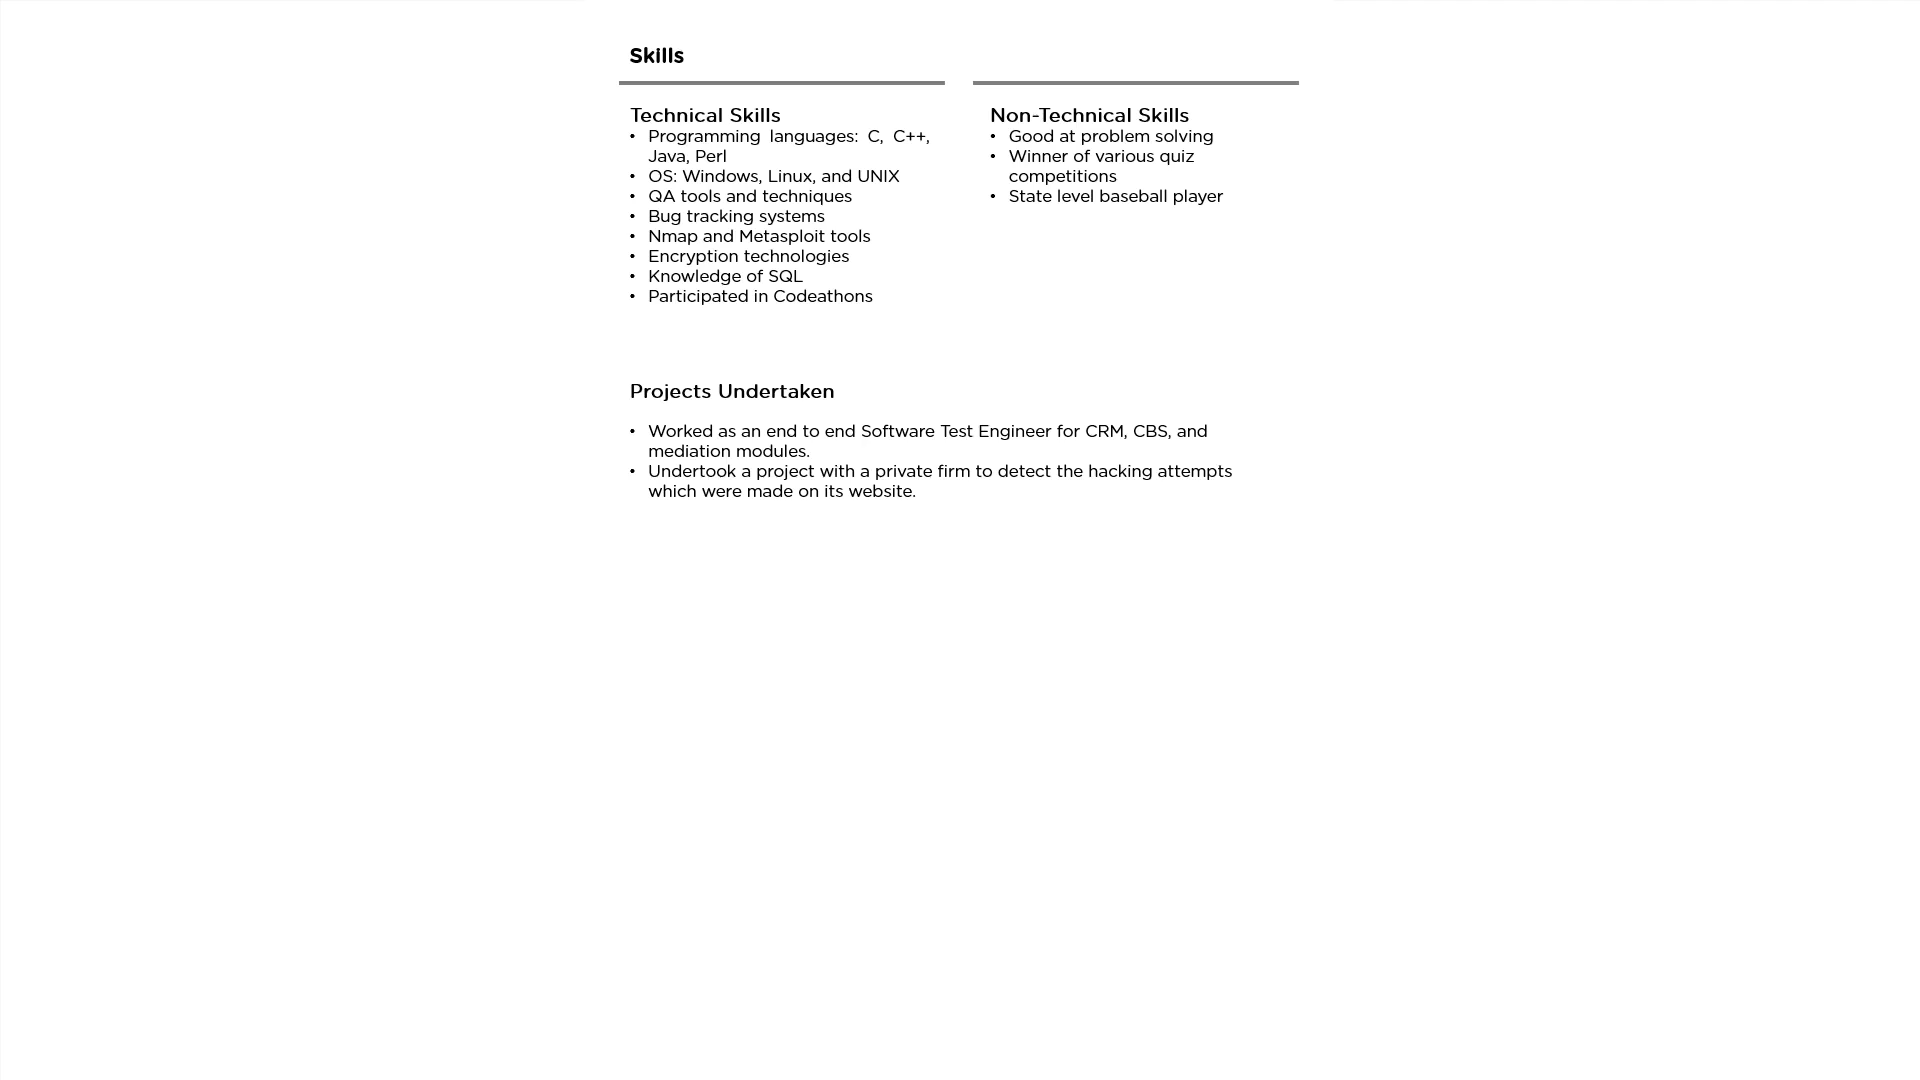 Skills
Technical Skills
• Programming languages: C, C++,
Java, Perl
• OS: Windows, Linux, and UNIX
• QA tools and techniques
• Bug tracking systems
• Nmap and Metasploit tools
• Encryption technologies
• Knowledge of SQL
• Participated in Codeathons
Non-Technical Skills
• Good at problem solving
• Winner of various quiz
competitions
• State level baseball player
Projects Undertaken
• Worked as an end to end Software Test Engineer for CRM, CBS, and
mediation modules.
• Undertook a project with a private firm to detect the hacking attempts
which were made on its website.